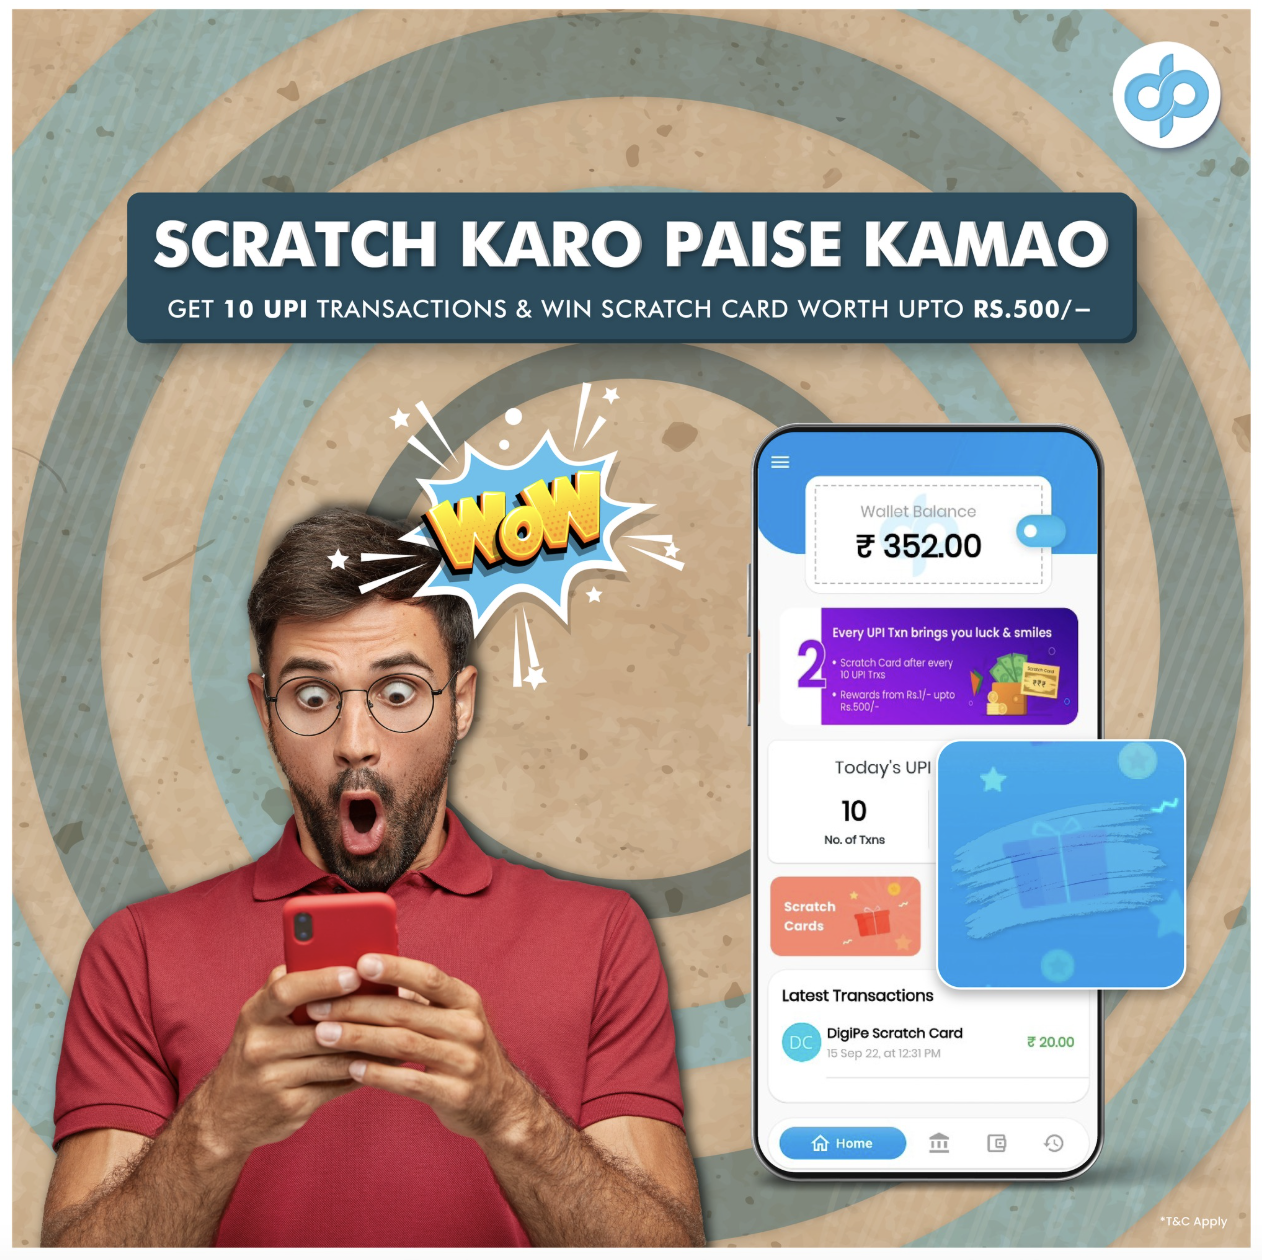 dp
SCRATCH KARO PAISE KAMAO
GET 10 UPI TRANSACTIONS & WIN SCRATCH CARD WORTH UPTO RS.500/–
WOW
Wallet Balance
₹ 352.00
2
Every UPI Txn brings you luck & smiles
• Scratch Card after every
10 UPI Trxs
• Rewards from Rs.1/- upto
Rs.500/-
Scratch Card
₹₹₹
Today's UPI
10
No. of Txns
Scratch
Cards
Latest Transactions
DC
DigiPe Scratch Card
15 Sep 22, at 12:31 PM
₹ 20.00
Home
*T&C Apply